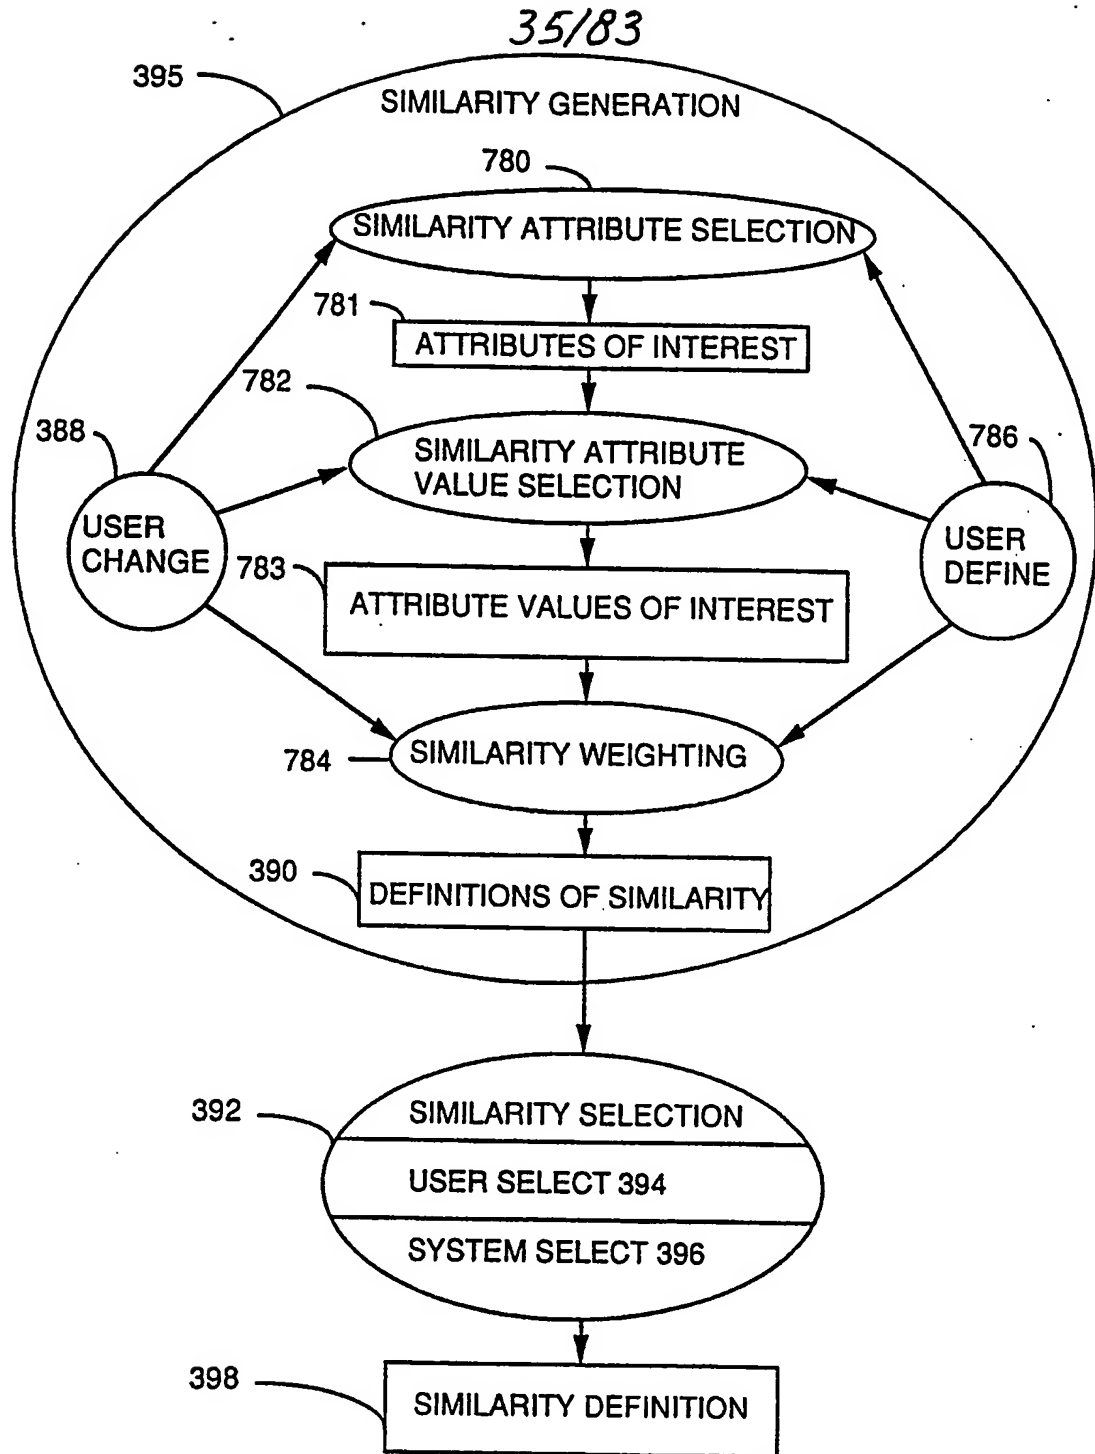 35/83
395
SIMILARITY GENERATION
780
SIMILARITY ATTRIBUTE SELECTION
781
ATTRIBUTES OF INTEREST
782
388
SIMILARITY ATTRIBUTE
VALUE SELECTION
786
USER
CHANGE
USER
DEFINE
783
ATTRIBUTE VALUES OF INTEREST
784
SIMILARITY WEIGHTING
390
DEFINITIONS OF SIMILARITY
392
SIMILARITY SELECTION
USER SELECT 394
SYSTEM SELECT 396
398
SIMILARITY DEFINITION